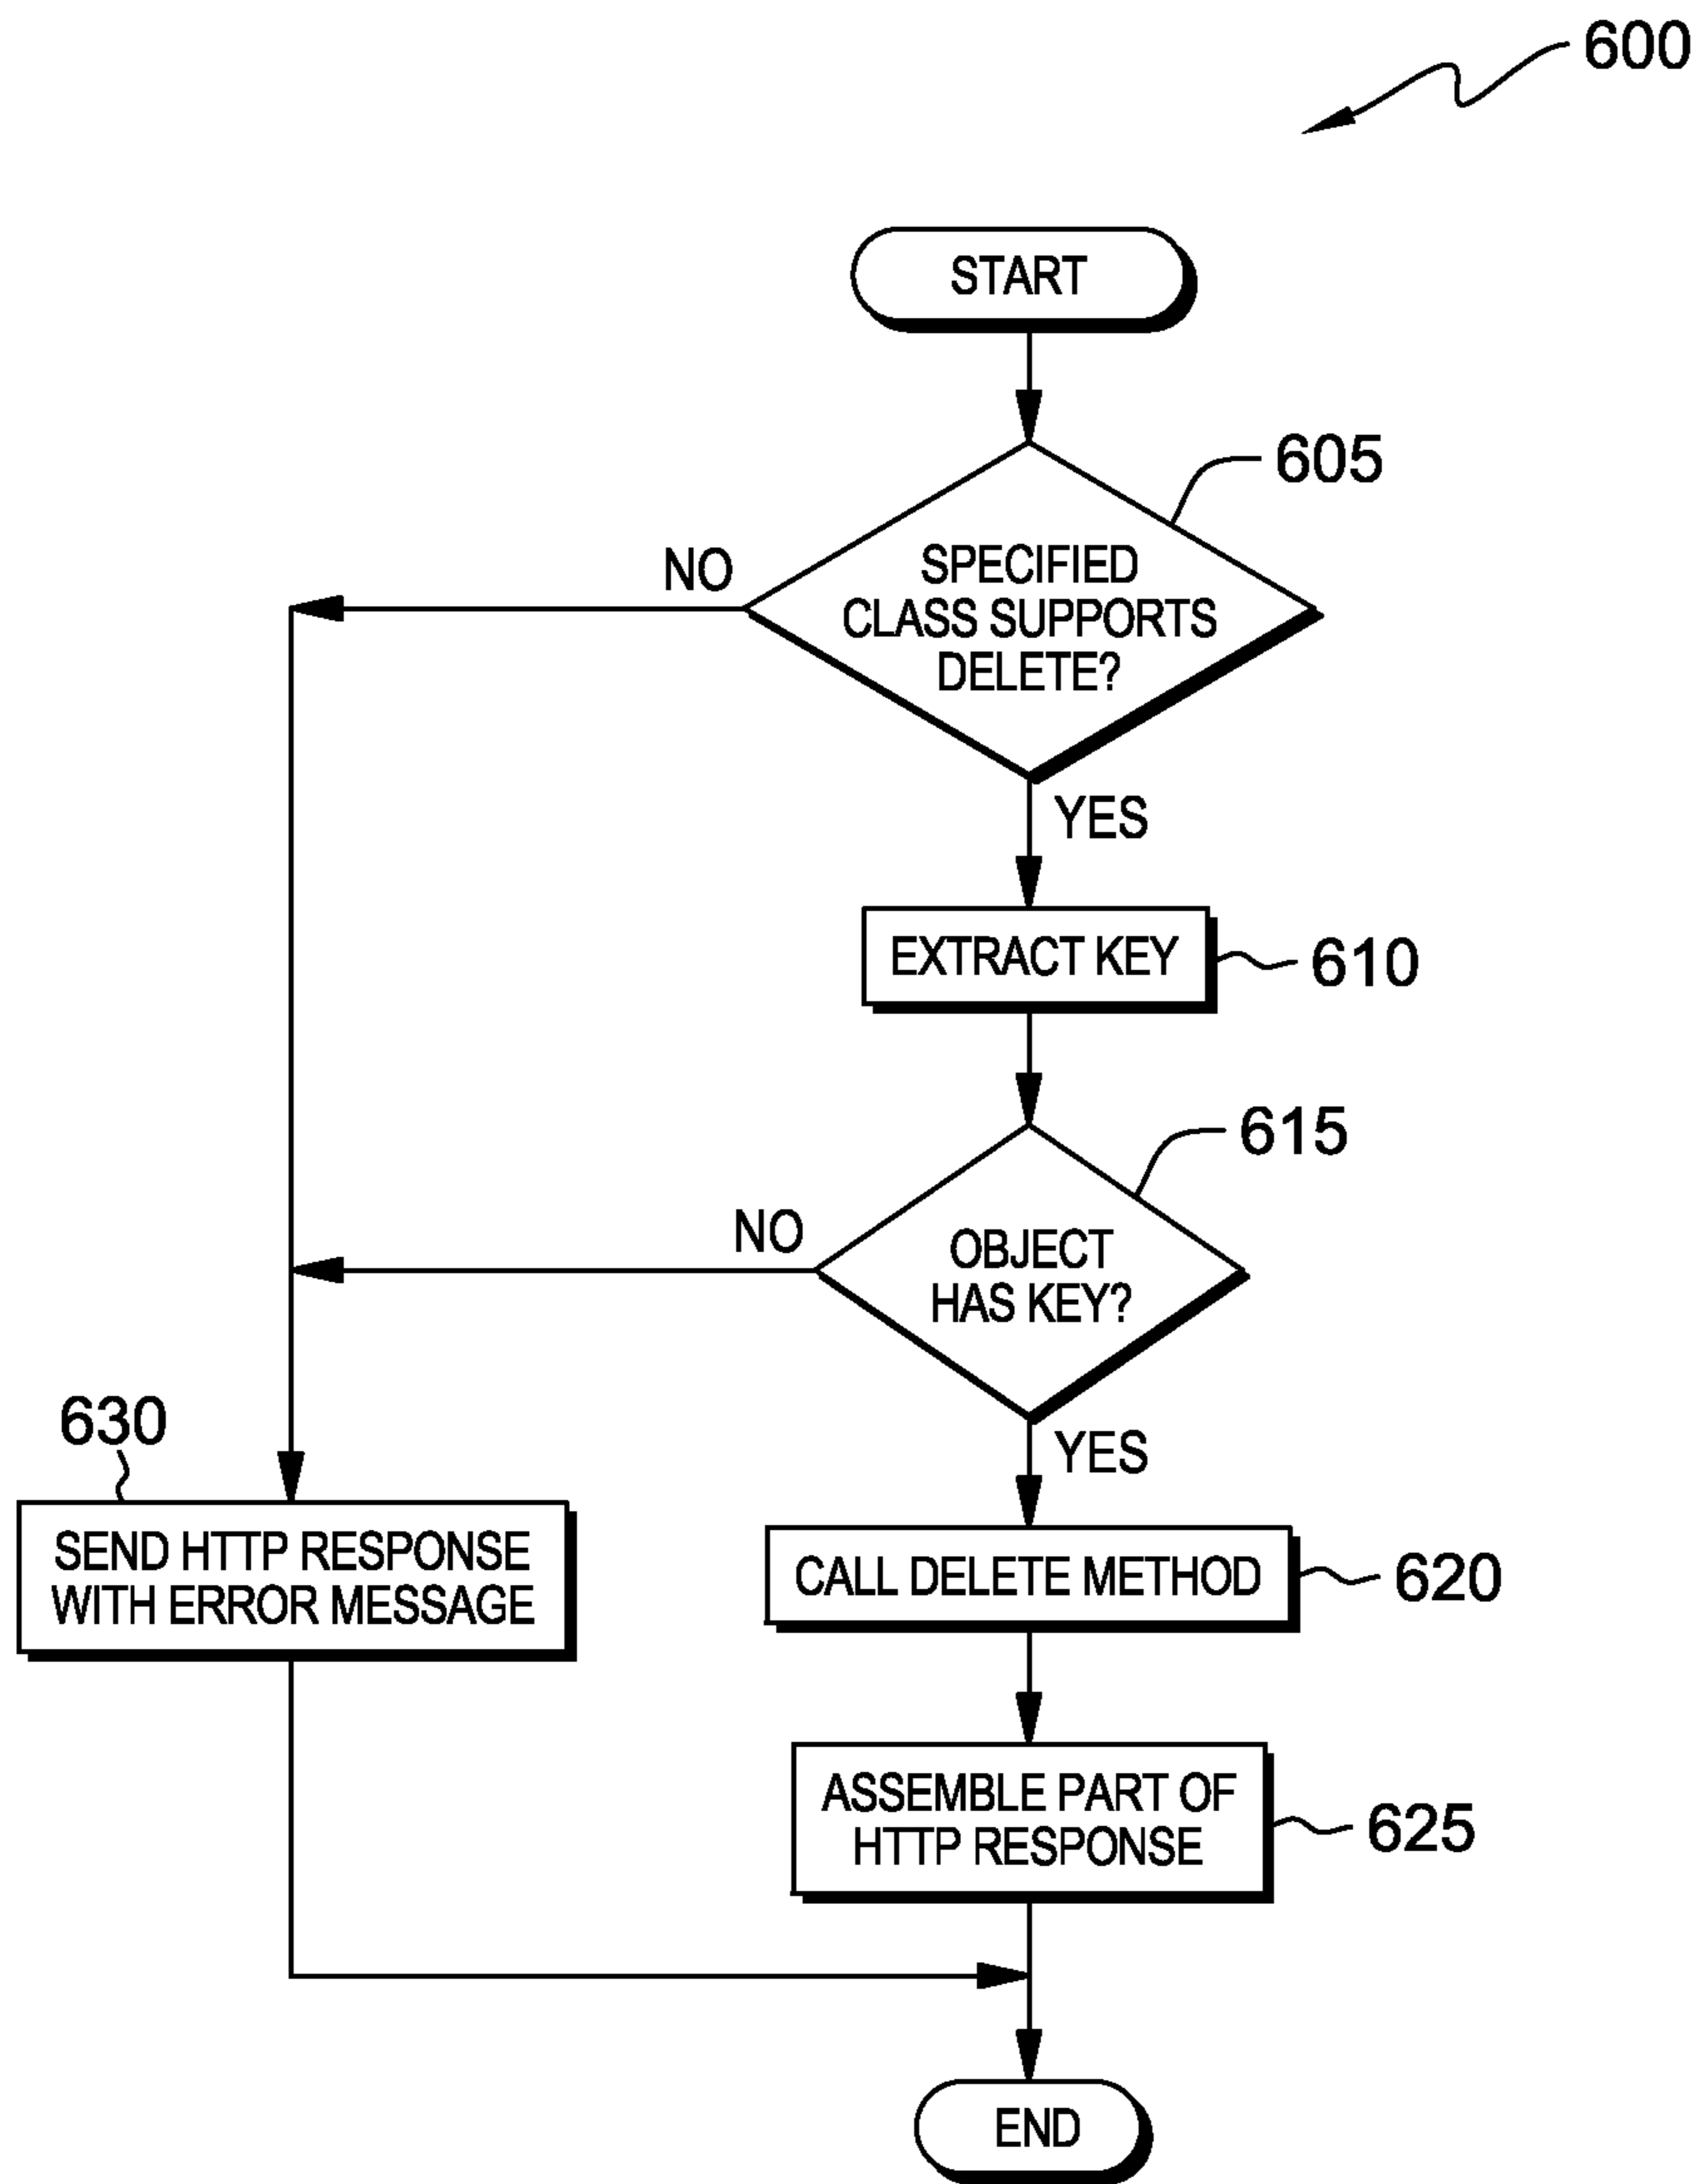 600
START
605
NO
SPECIFIED
CLASS SUPPORTS
DELETE?
YES
EXTRACT KEY
610
615
NO
OBJECT
HAS KEY?
YES
630
SEND HTTP RESPONSE
WITH ERROR MESSAGE
CALL DELETE METHOD
620
ASSEMBLE PART OF
HTTP RESPONSE
625
END